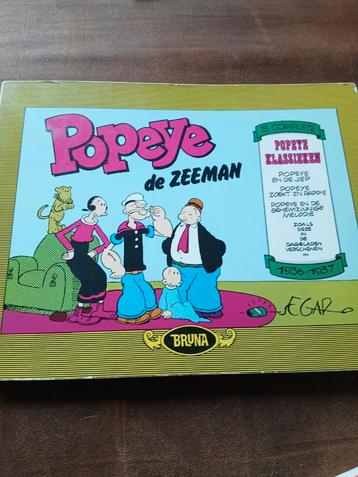 Popeye
de ZEEMAN
3 COMPLETE
POPEYE
KLASSIEKEN
POPEYE
EN DE JEEP
POPEYE
ZOEKT Z'N PAPPIE
POPEYE EN DE
GEHEIMZINNIGE
MELODIE
ZOALS
DEZE IN
DE
DAGBLADEN
VERSCHENEN
IN
1936-1937
SEGAR
BRUNA